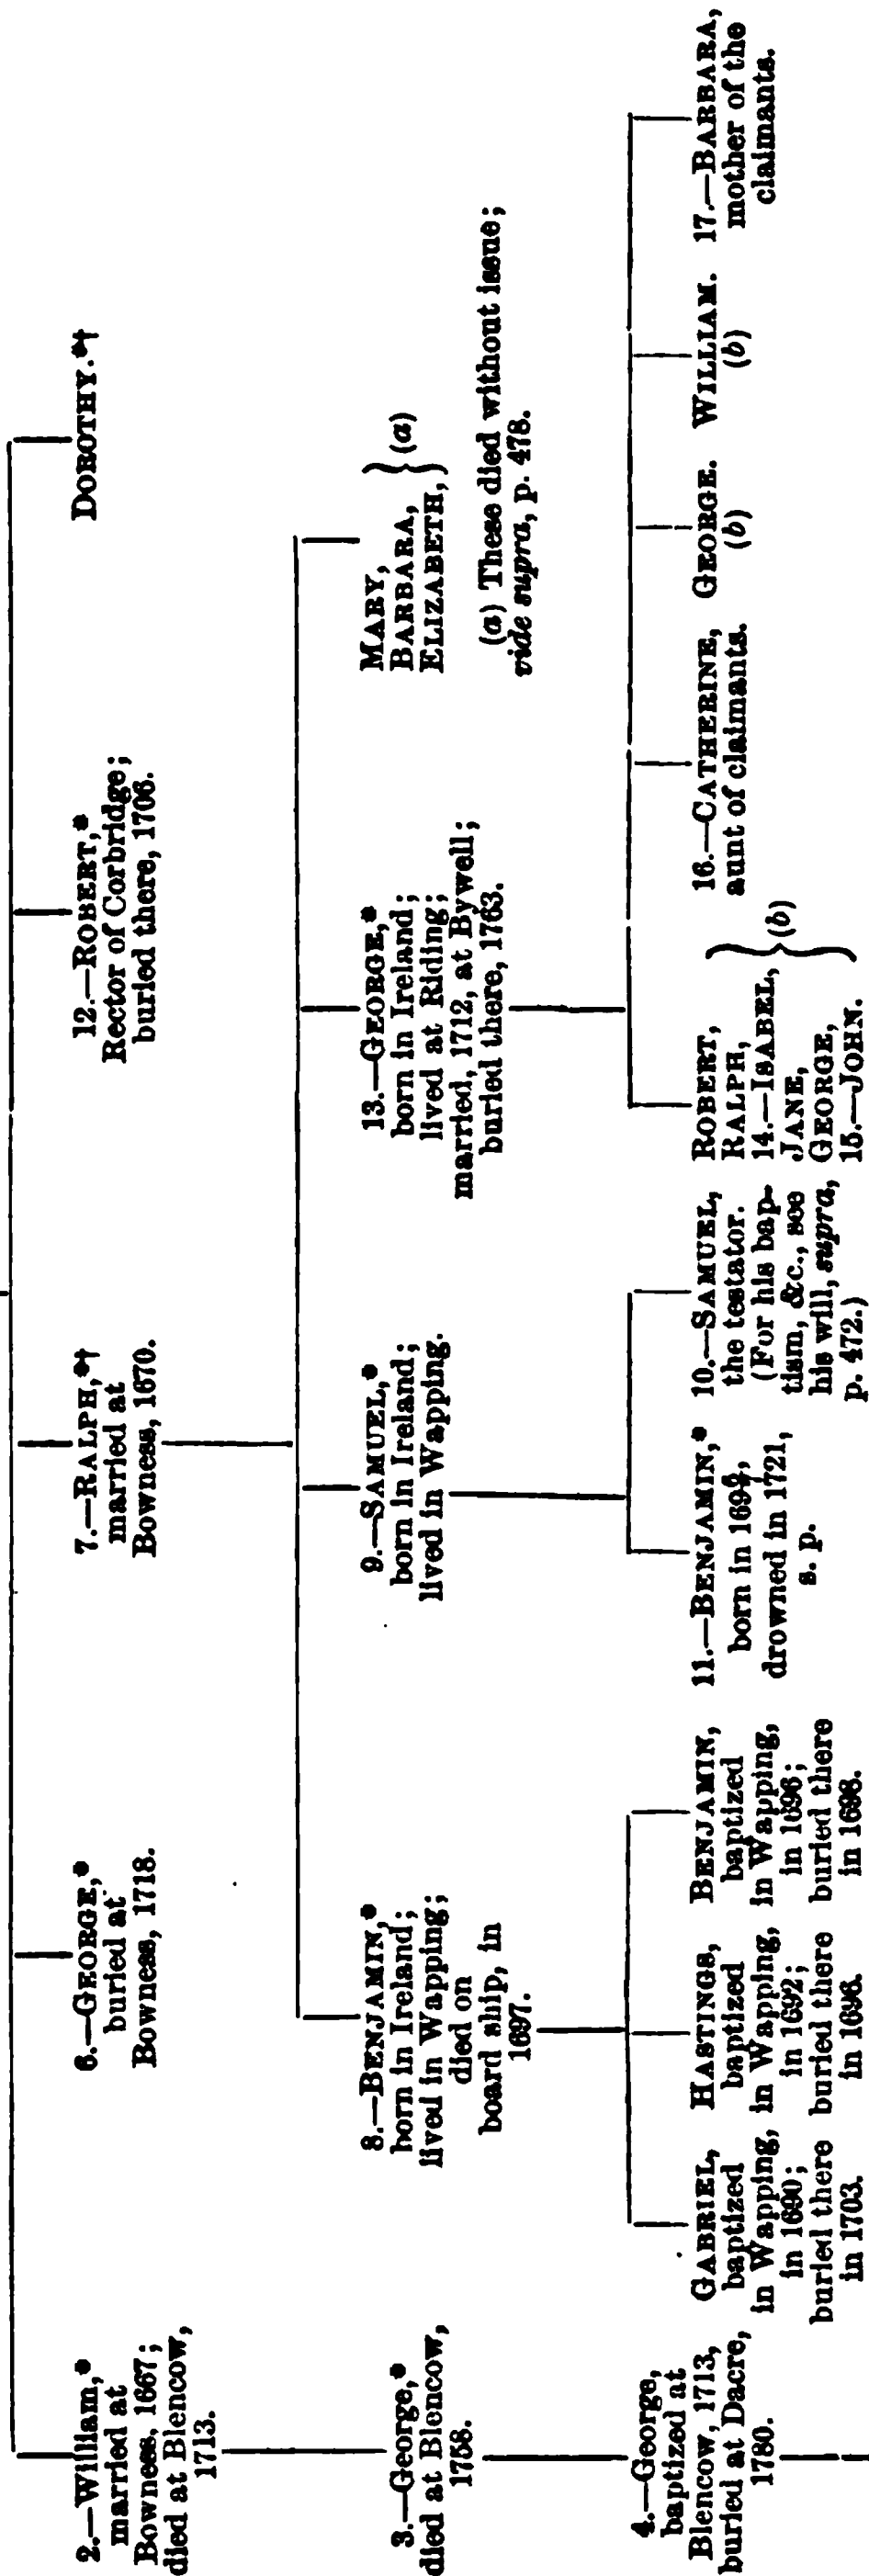 2.—William,*
married at
Bowness, 1667;
died at Blencow,
1713.
6.—GEORGE,*
buried at
Bowness, 1718.
7.—RALPH,*†
married at
Bowness, 1670.
12.—ROBERT,*
Rector of Corbridge;
buried there, 1706.
DOROTHY.*†
3.—George,*
died at Blencow,
1758.
8.—BENJAMIN,*
born in Ireland;
lived in Wapping;
died on
board ship, in
1697.
9.—SAMUEL,*
born in Ireland;
lived in Wapping.
13.—GEORGE,*
born in Ireland;
lived at Riding;
married, 1712, at Bywell;
buried there, 1763.
MARY,
BARBARA,
ELIZABETH,
} (a)
(a) These died without issue;
vide supra, p. 478.
4.—George,
baptized at
Blencow, 1713,
buried at Dacre,
1780.
GABRIEL,
baptized
in Wapping,
in 1690;
buried there
in 1703.
HASTINGS,
baptized
in Wapping,
in 1692;
buried there
in 1696.
BENJAMIN,
baptized
in Wapping,
in 1696;
buried there
in 1698.
11.—BENJAMIN,*
born in
drowned in 1721,
s. p.
10.—SAMUEL,
the testator.
(For his bap-
tism, &c., see
his will, supra,
p. 472.)
ROBERT,
RALPH,
14.—ISABEL,
JANE,
GEORGE,
15.—JOHN.
} (b)
16.—CATHERINE,
aunt of claimants.
GEORGE.
(b)
WILLIAM.
(b)
17.—BARBARA,
mother of the
claimants.